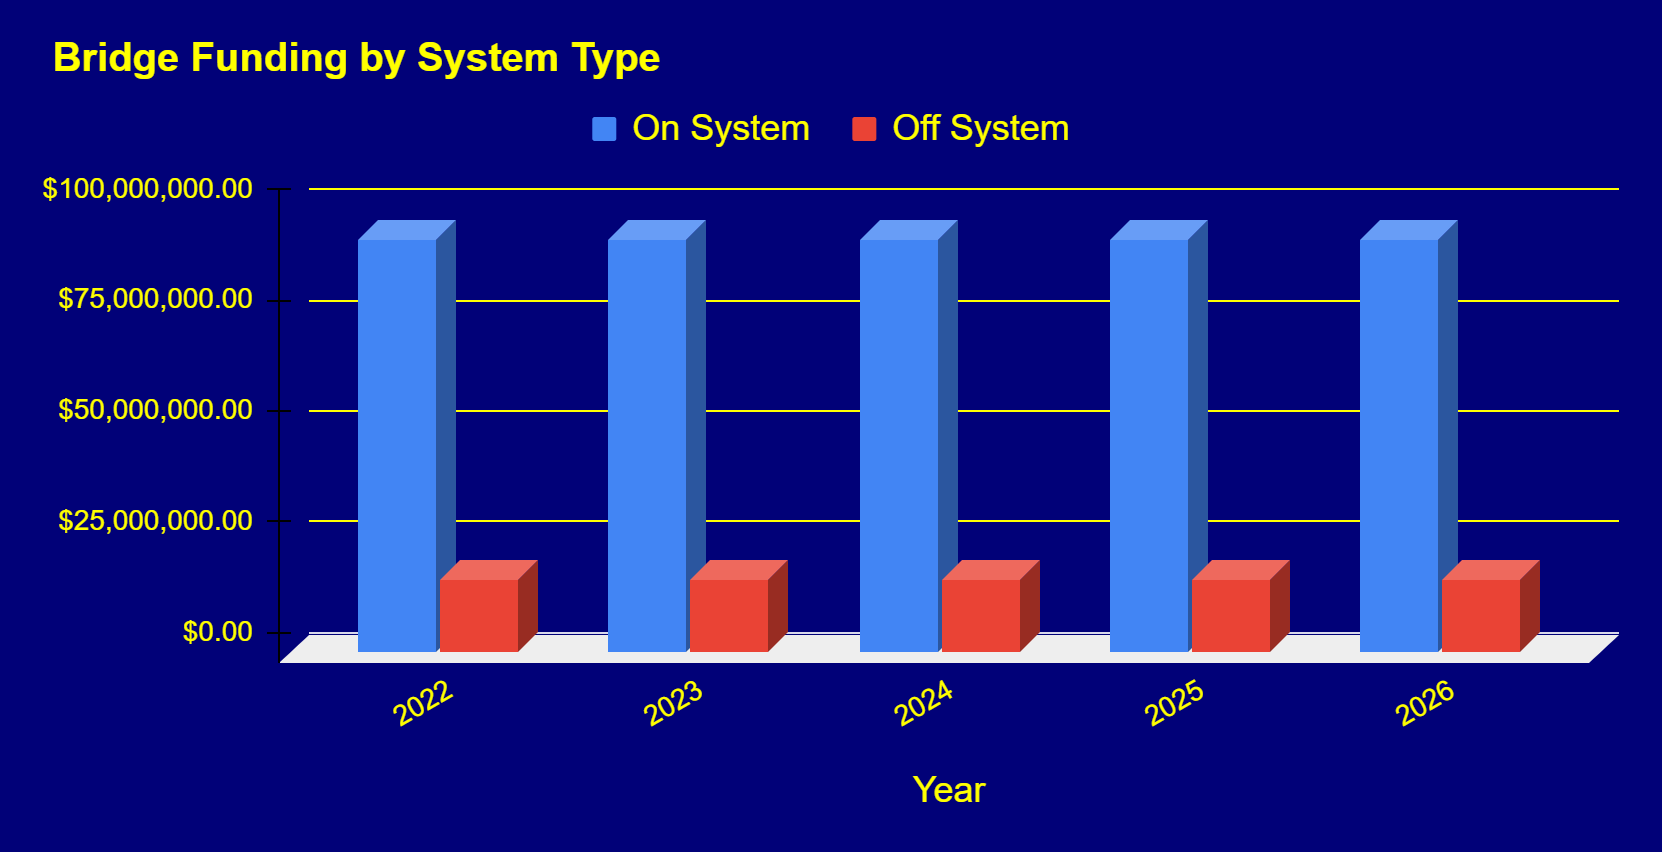 Bridge Funding by System Type
On System
Off System
$100,000,000.00
$75,000,000.00
$50,000,000.00
$25,000,000.00
$0.00
2022
2023
2024
2025
2026
Year